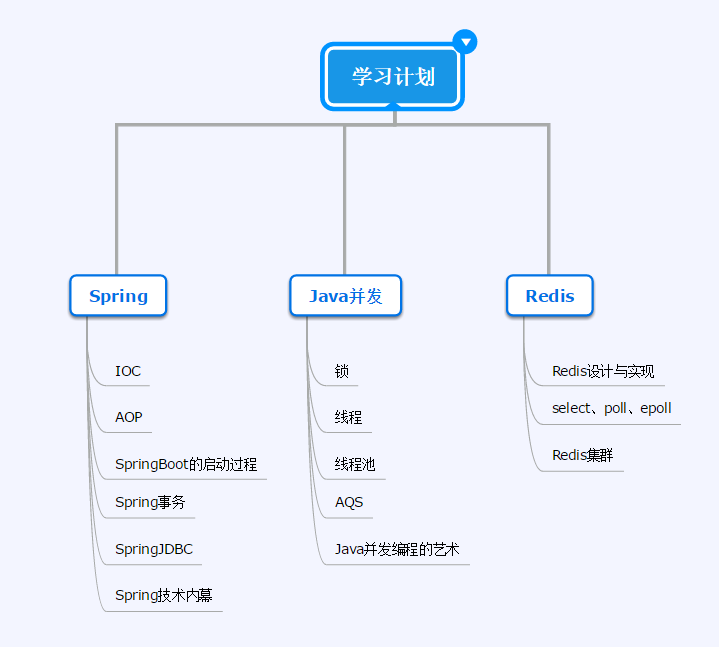 学习计划
Spring
IOC
AOP
SpringBoot的启动过程
Spring事务
SpringJDBC
Spring技术内幕
Java并发
锁
线程
线程池
AQS
Java并发编程的艺术
Redis
Redis设计与实现
select、poll、epoll
Redis集群